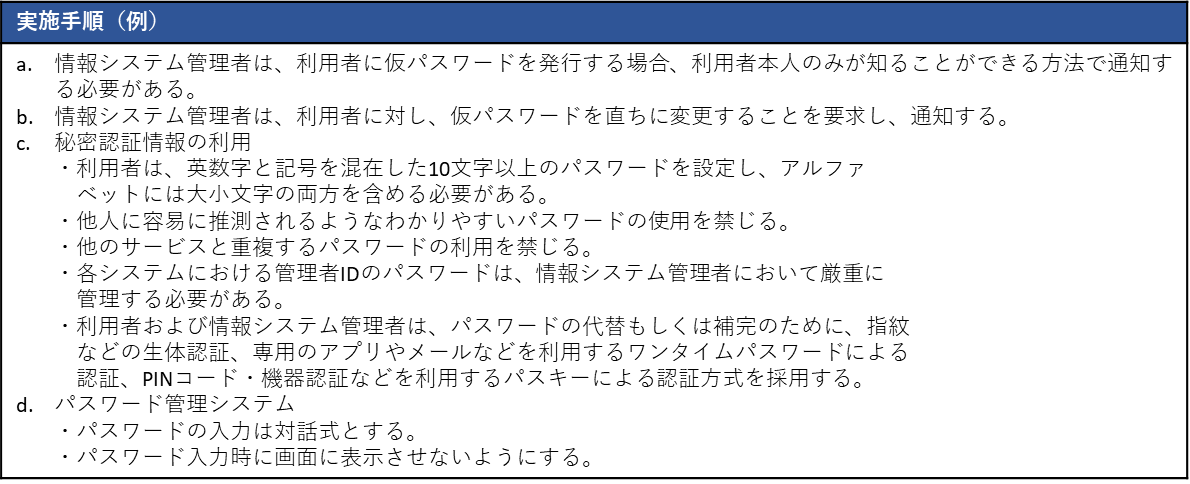 実施手順（例）
a. 情報システム管理者は、利用者に仮パスワードを発行する場合、利用者本人のみが知ることができる方法で通知す
る必要がある。
b. 情報システム管理者は、利用者に対し、仮パスワードを直ちに変更することを要求し、通知する。
c. 秘密認証情報の利用
・利用者は、英数字と記号を混在した10文字以上のパスワードを設定し、アルファ
ベットには大小文字の両方を含める必要がある。
・他人に容易に推測されるようなわかりやすいパスワードの使用を禁じる。
・他のサービスと重複するパスワードの利用を禁じる。
・各システムにおける管理者IDのパスワードは、情報システム管理者において厳重に
管理する必要がある。
・利用者および情報システム管理者は、パスワードの代替もしくは補完のために、指紋
などの生体認証、専用のアプリやメールなどを利用するワンタイムパスワードによる
認証、PINコード・機器認証などを利用するパスキーによる認証方式を採用する。
d. パスワード管理システム
・パスワードの入力は対話式とする。
・パスワード入力時に画面に表示させないようにする。